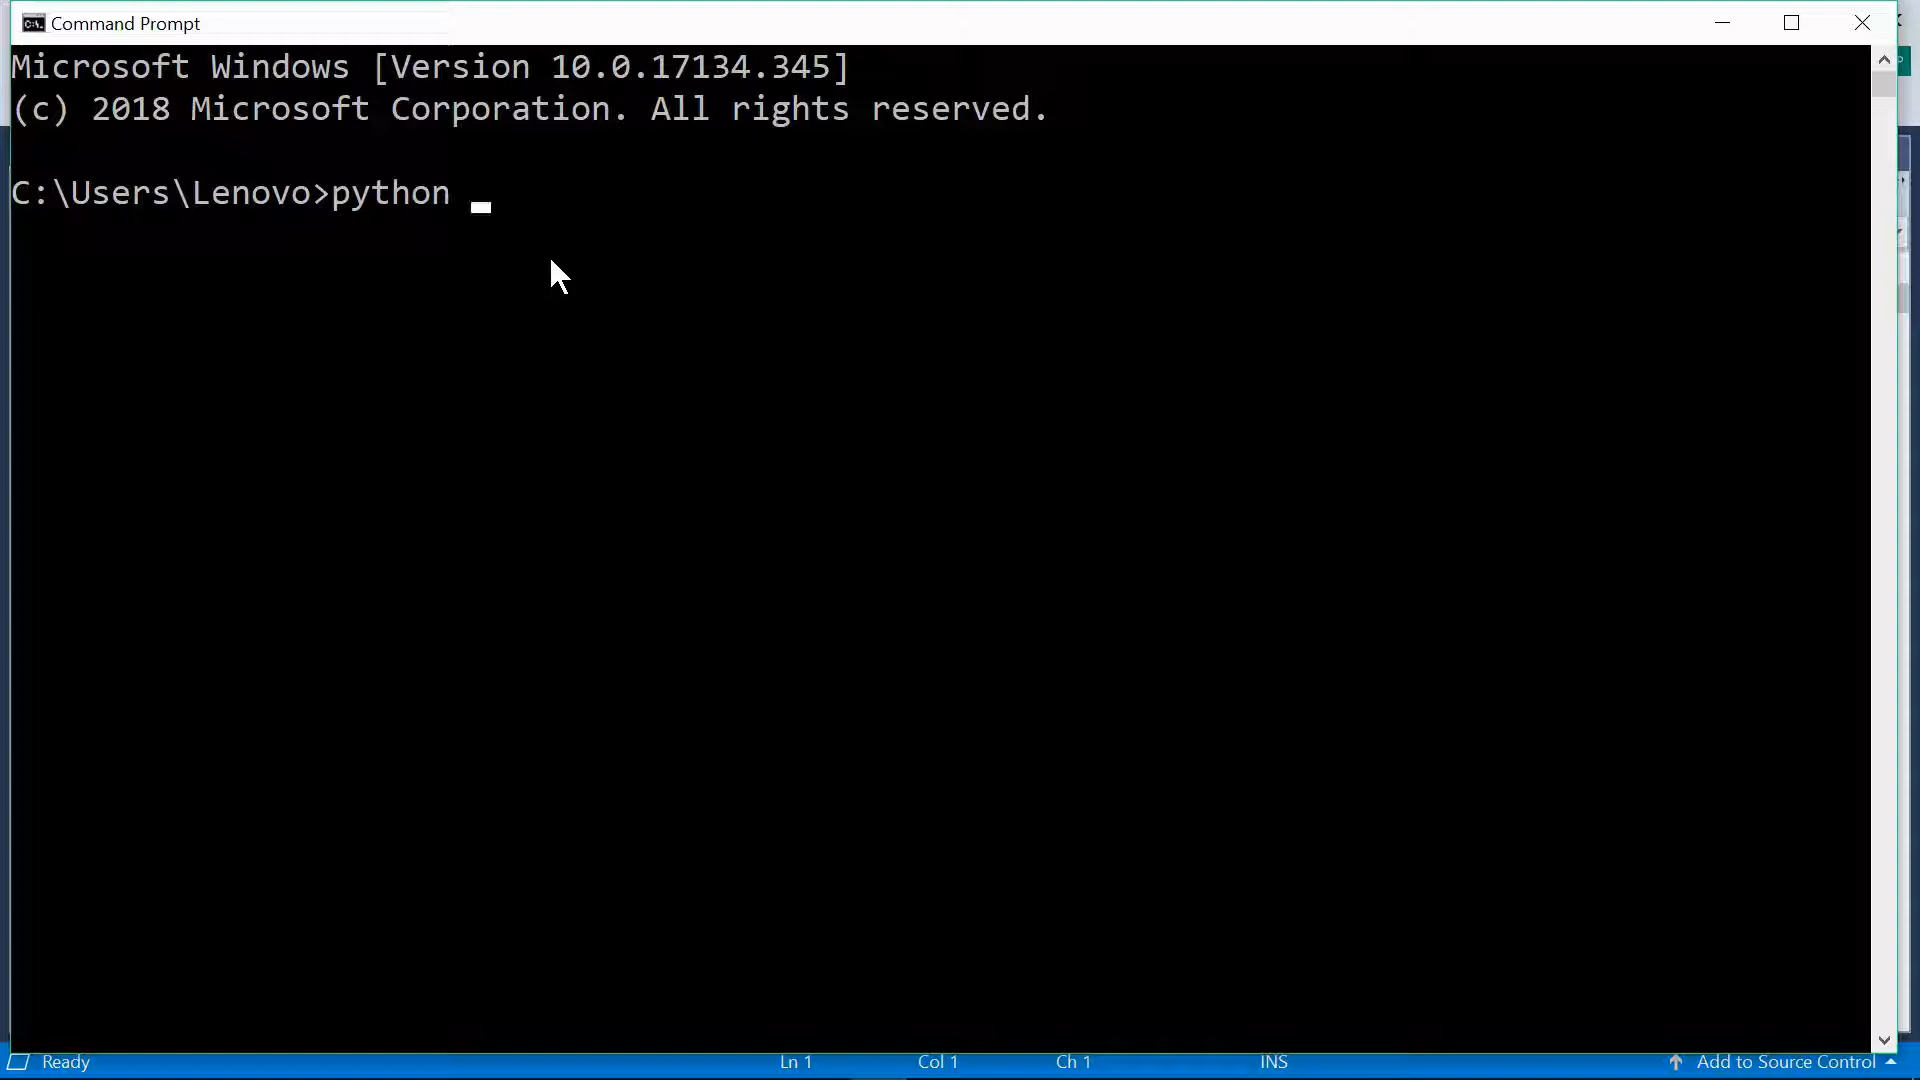 Command Prompt
Microsoft Windows [Version 10.0.17134.345]
(c) 2018 Microsoft Corporation. All rights reserved.
C:\Users\Lenovo>python
Ready Ln 1 Col 1 Ch 1 INS Add to Source Control